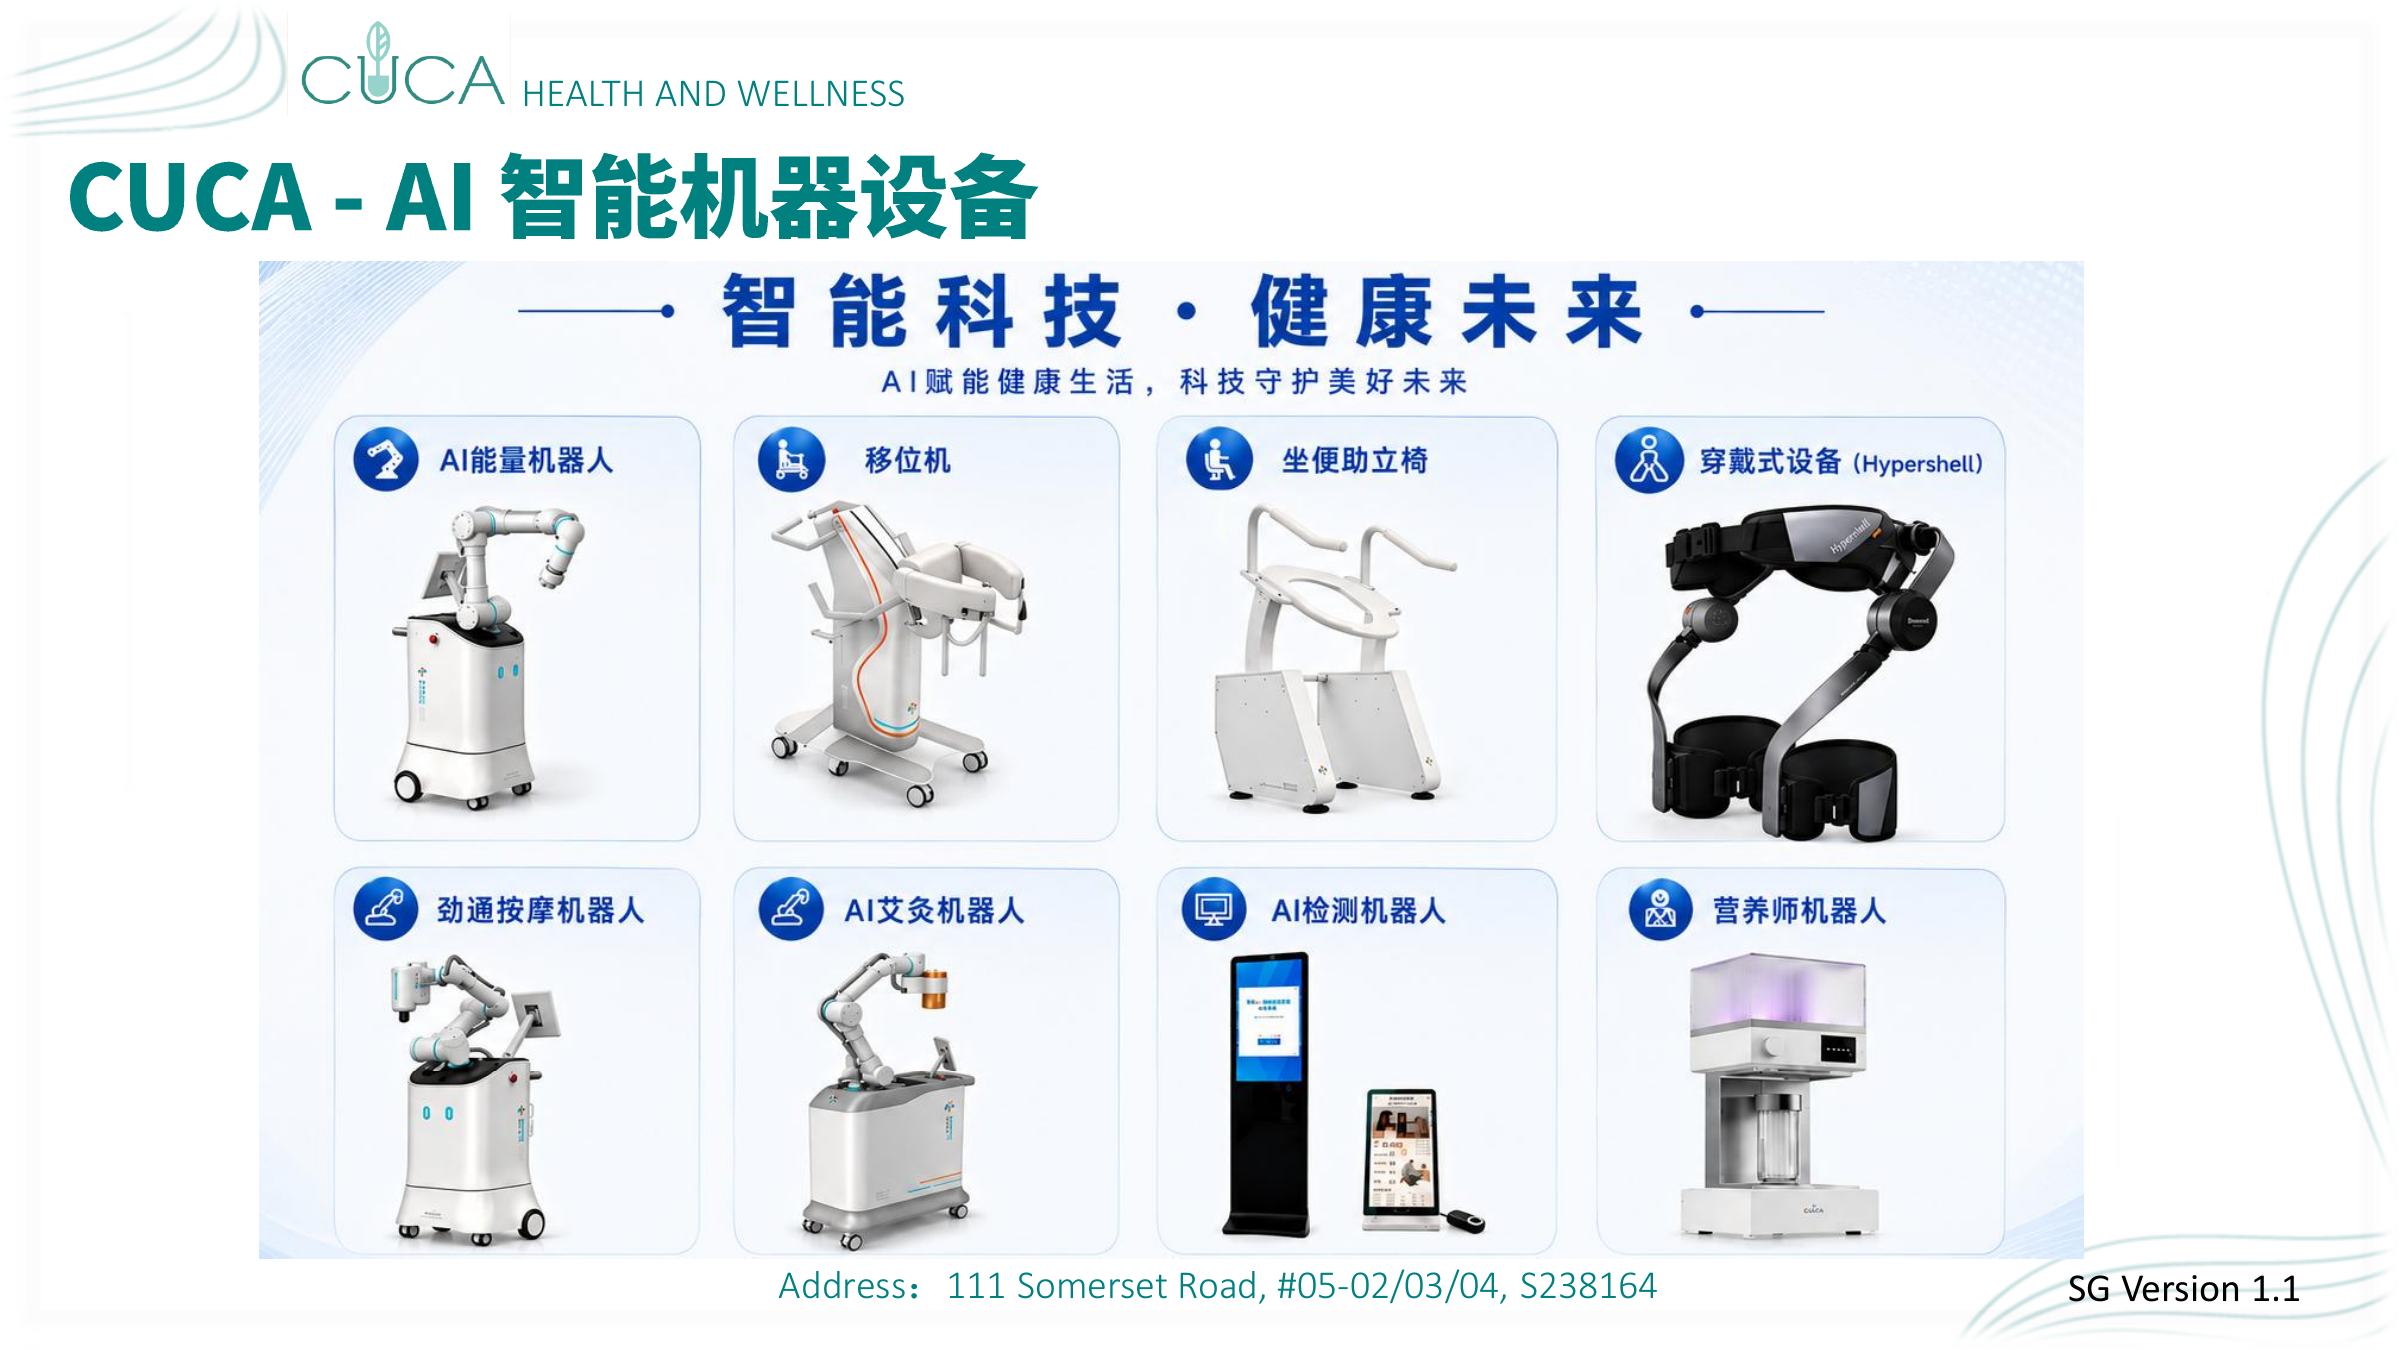 CUCA HEALTH AND WELLNESS
CUCA - AI 智能机器设备
智能科技·健康未来
AI赋能健康生活，科技守护美好未来
AI能量机器人
移位机
坐便助立椅
穿戴式设备 (Hypershell)
Hypershell
劲通按摩机器人
AI艾灸机器人
AI检测机器人
营养师机器人
CUCA
Address：111 Somerset Road, #05-02/03/04, S238164
SG Version 1.1